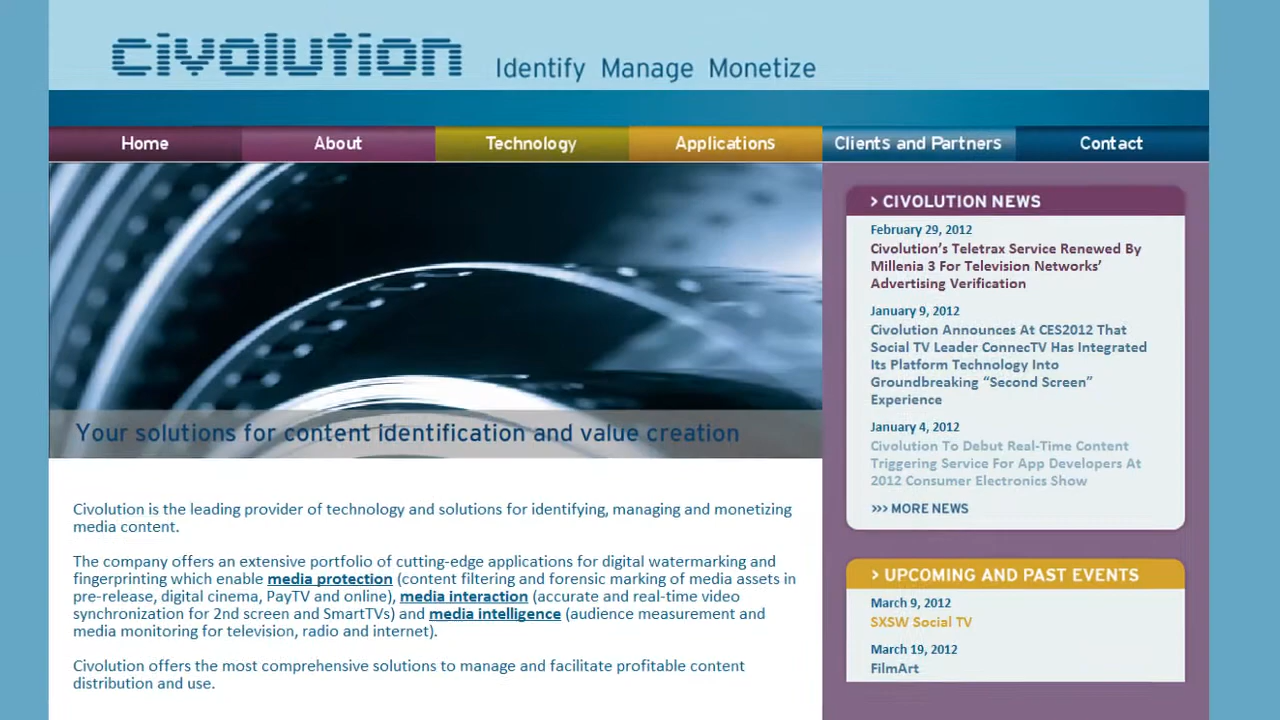 civolution
Identify Manage Monetize
Home About Technology Applications Clients and Partners Contact
Your solutions for content identification and value creation
Civolution is the leading provider of technology and solutions for identifying, managing and monetizing
media content.
The company offers an extensive portfolio of cutting-edge applications for digital watermarking and
fingerprinting which enable media protection (content filtering and forensic marking of media assets in
pre-release, digital cinema, PayTV and online), media interaction (accurate and real-time video
synchronization for 2nd screen and SmartTVs) and media intelligence (audience measurement and
media monitoring for television, radio and internet).
Civolution offers the most comprehensive solutions to manage and facilitate profitable content
distribution and use.
> CIVOLUTION NEWS
February 29, 2012
Civolution’s Teletrax Service Renewed By
Millenia 3 For Television Networks’
Advertising Verification
January 9, 2012
Civolution Announces At CES2012 That
Social TV Leader ConnecTV Has Integrated
Its Platform Technology Into
Groundbreaking “Second Screen”
Experience
January 4, 2012
Civolution To Debut Real-Time Content
Triggering Service For App Developers At
2012 Consumer Electronics Show
>>> MORE NEWS
> UPCOMING AND PAST EVENTS
March 9, 2012
SXSW Social TV
March 19, 2012
FilmArt